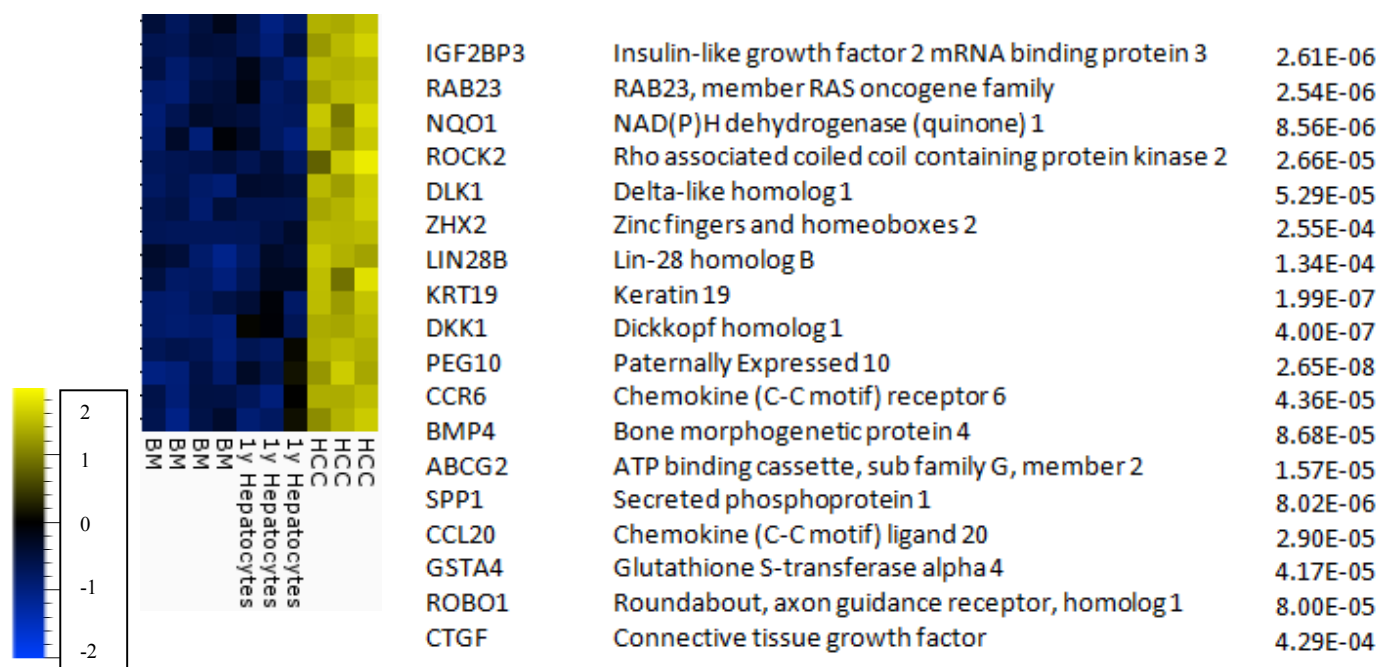 IGF2BP3 Insulin-like growth factor 2 mRNA binding protein 3 2.61E-06
RAB23 RAB23, member RAS oncogene family 2.54E-06
NQO1 NAD(P)H dehydrogenase (quinone) 1 8.56E-06
ROCK2 Rho associated coiled coil containing protein kinase 2 2.66E-05
DLK1 Delta-like homolog 1 5.29E-05
ZHX2 Zinc fingers and homeoboxes 2 2.55E-04
LIN28B Lin-28 homolog B 1.34E-04
KRT19 Keratin 19 1.99E-07
DKK1 Dickkopf homolog 1 4.00E-07
PEG10 Paternally Expressed 10 2.65E-08
CCR6 Chemokine (C-C motif) receptor 6 4.36E-05
BMP4 Bone morphogenetic protein 4 8.68E-05
ABCG2 ATP binding cassette, sub family G, member 2 1.57E-05
SPP1 Secreted phosphoprotein 1 8.02E-06
CCL20 Chemokine (C-C motif) ligand 20 2.90E-05
GSTA4 Glutathione S-transferase alpha 4 4.17E-05
ROBO1 Roundabout, axon guidance receptor, homolog 1 8.00E-05
CTGF Connective tissue growth factor 4.29E-04
BM
BM
BM
BM
1y Hepatocytes
1y Hepatocytes
1y Hepatocytes
HCC
HCC
HCC
2
1
0
-1
-2